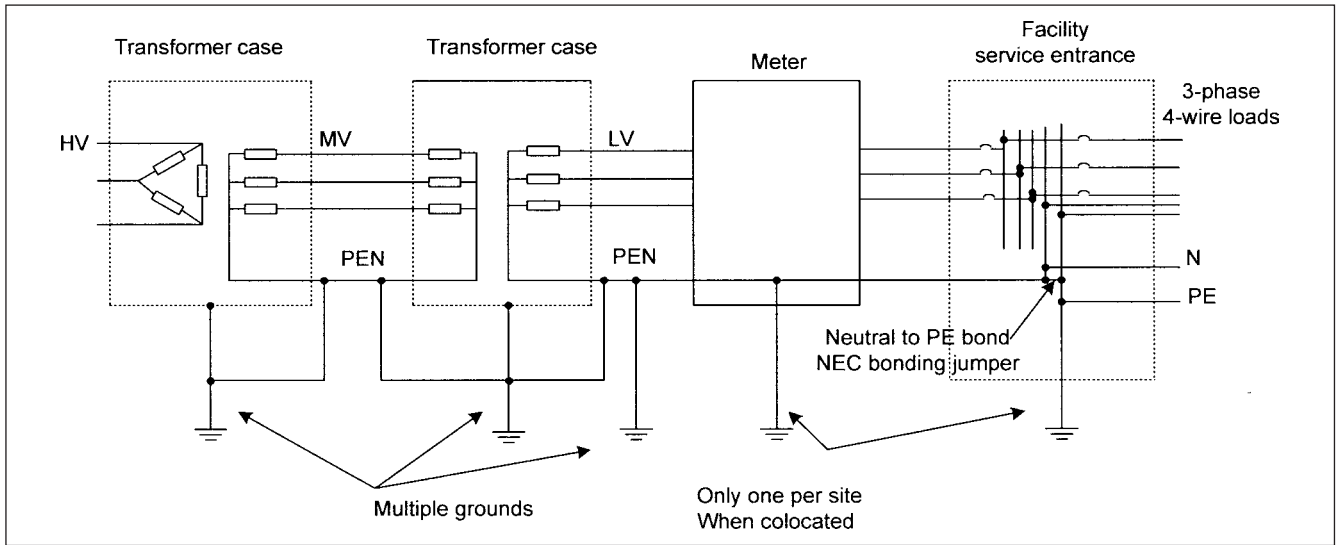 Transformer case
Transformer case
Meter
Facility
service entrance
3-phase
4-wire loads
HV
MV
LV
PEN
PEN
N
PE
Neutral to PE bond
NEC bonding jumper
Multiple grounds
Only one per site
When colocated